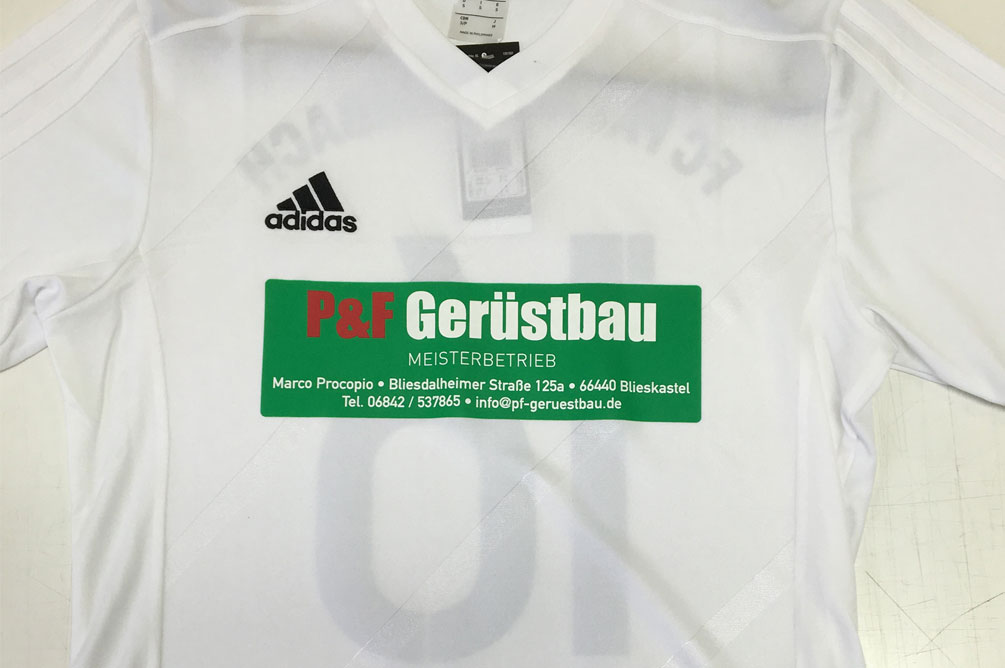 adidas
P&F Gerüstbau
MEISTERBETRIEB
Marco Procopio • Bliesdalheimer Straße 125a • 66440 Blieskastel
Tel. 06842 / 537865 • info@pf-geruestbau.de